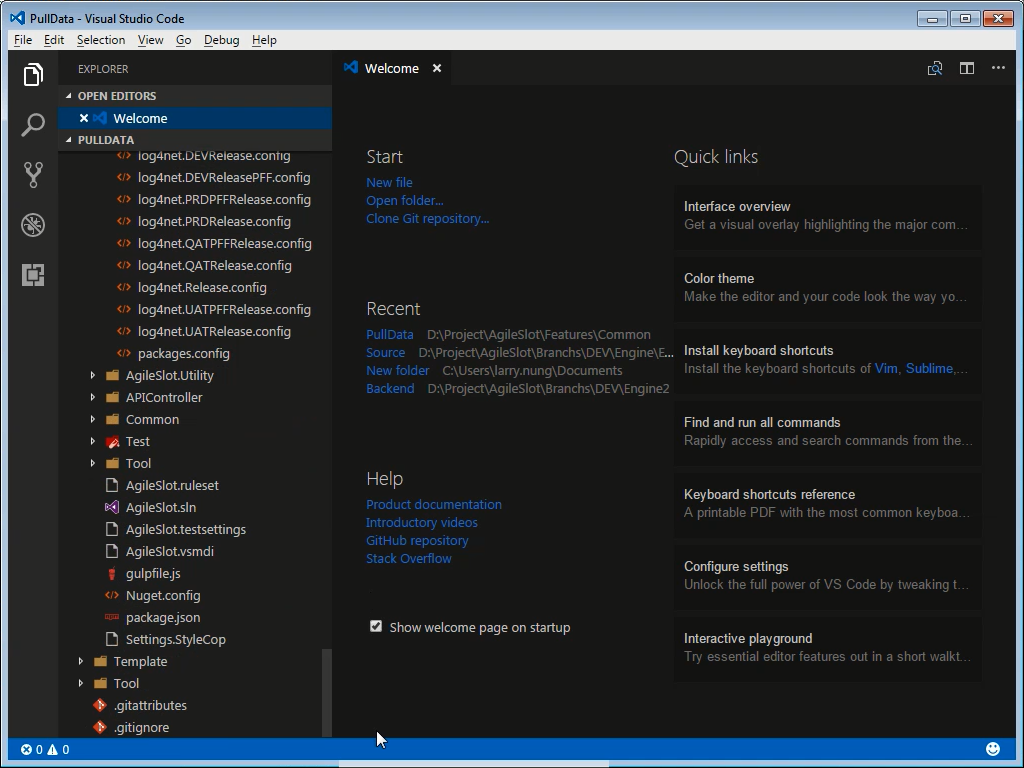 PullData - Visual Studio Code
File Edit Selection View Go Debug Help
EXPLORER
OPEN EDITORS
Welcome
PULLDATA
log4net.DEVRelease.config
log4net.DEVReleasePFF.config
log4net.PRDPFFRelease.config
log4net.PRDRelease.config
log4net.QATPFFRelease.config
log4net.QATRelease.config
log4net.Release.config
log4net.UATPFFRelease.config
log4net.UATRelease.config
packages.config
AgileSlot.Utility
APIController
Common
Test
Tool
AgileSlot.ruleset
AgileSlot.sln
AgileSlot.testsettings
AgileSlot.vsmdi
gulpfile.js
Nuget.config
package.json
Settings.StyleCop
Template
Tool
.gitattributes
.gitignore
Welcome
Start
New file
Open folder...
Clone Git repository...
Recent
PullData D:\Project\AgileSlot\Features\Common
Source D:\Project\AgileSlot\Branchs\DEV\Engine\E...
New folder C:\Users\larry.nung\Documents
Backend D:\Project\AgileSlot\Branchs\DEV\Engine2
Help
Product documentation
Introductory videos
GitHub repository
Stack Overflow
Show welcome page on startup
Quick links
Interface overview
Get a visual overlay highlighting the major com...
Color theme
Make the editor and your code look the way yo...
Install keyboard shortcuts
Install the keyboard shortcuts of Vim, Sublime,...
Find and run all commands
Rapidly access and search commands from the...
Keyboard shortcuts reference
A printable PDF with the most common keyboa...
Configure settings
Unlock the full power of VS Code by tweaking t...
Interactive playground
Try essential editor features out in a short walkt...
0 0